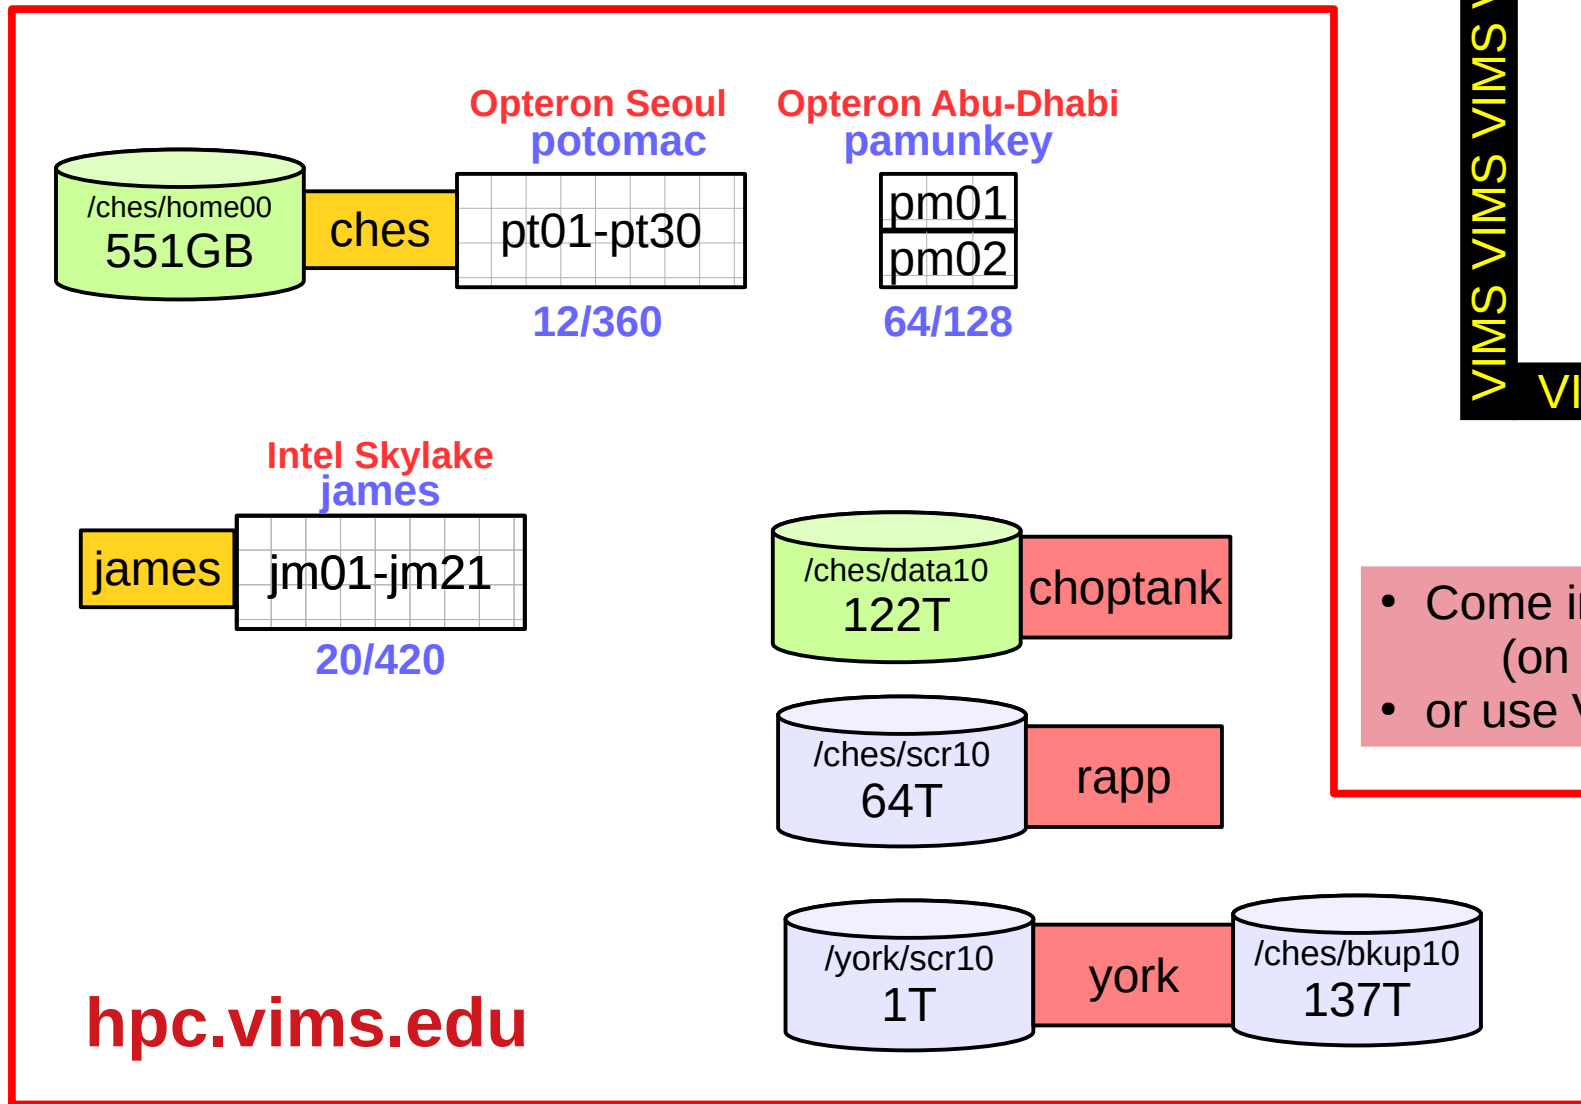 Opteron Seoul
potomac
Opteron Abu-Dhabi
pamunkey
/ches/home00
551GB
ches
pt01-pt30
pm01
pm02
12/360
64/128
Intel Skylake
james
james
jm01-jm21
20/420
/ches/data10
122T
choptank
/ches/scr10
64T
rapp
/york/scr10
1T
york
/ches/bkup10
137T
hpc.vims.edu
VIMS VIMS VIMS
• Come
(on
• or use